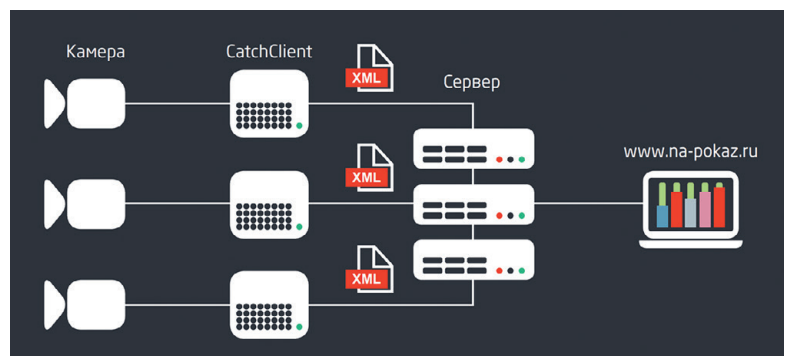 Камера
CatchClient
XML
Сервер
www.na-pokaz.ru
XML
XML